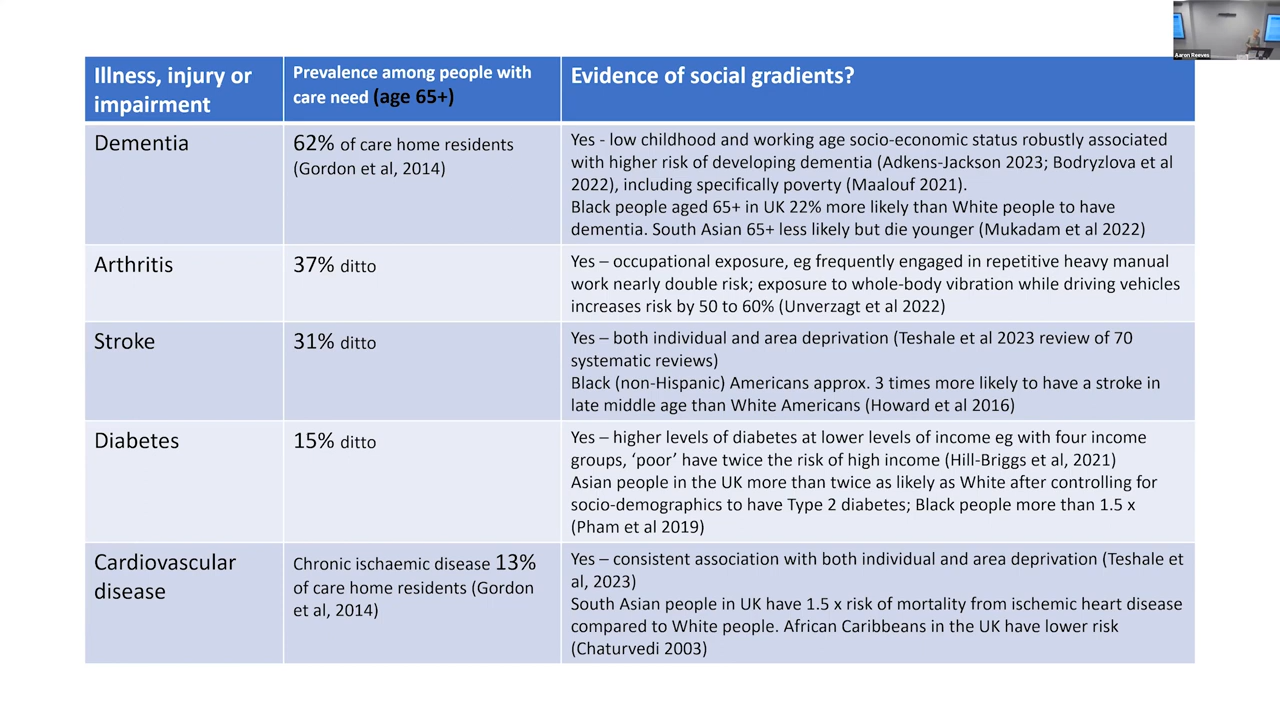 Aaron Reeves
Illness, injury or
impairment
Prevalence among people with
care need (age 65+)
Evidence of social gradients?
Dementia
62% of care home residents
(Gordon et al, 2014)
Yes - low childhood and working age socio-economic status robustly associated
with higher risk of developing dementia (Adkens-Jackson 2023; Bodryzlova et al
2022), including specifically poverty (Maalouf 2021).
Black people aged 65+ in UK 22% more likely than White people to have
dementia. South Asian 65+ less likely but die younger (Mukadam et al 2022)
Arthritis
37% ditto
Yes – occupational exposure, eg frequently engaged in repetitive heavy manual
work nearly double risk; exposure to whole-body vibration while driving vehicles
increases risk by 50 to 60% (Unverzagt et al 2022)
Stroke
31% ditto
Yes – both individual and area deprivation (Teshale et al 2023 review of 70
systematic reviews)
Black (non-Hispanic) Americans approx. 3 times more likely to have a stroke in
late middle age than White Americans (Howard et al 2016)
Diabetes
15% ditto
Yes – higher levels of diabetes at lower levels of income eg with four income
groups, ‘poor’ have twice the risk of high income (Hill-Briggs et al, 2021)
Asian people in the UK more than twice as likely as White after controlling for
socio-demographics to have Type 2 diabetes; Black people more than 1.5 x
(Pham et al 2019)
Cardiovascular
disease
Chronic ischaemic disease 13%
of care home residents (Gordon
et al, 2014)
Yes – consistent association with both individual and area deprivation (Teshale et
al, 2023)
South Asian people in UK have 1.5 x risk of mortality from ischemic heart disease
compared to White people. African Caribbeans in the UK have lower risk
(Chaturvedi 2003)